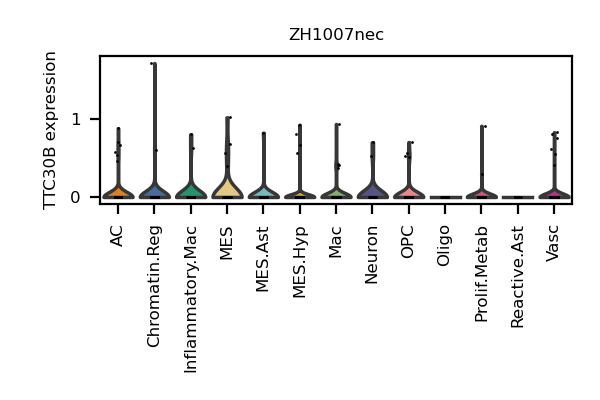 ZH1007nec
TTC30B expression
1
0
AC
Chromatin.Reg
Inflammatory.Mac
MES
MES.Ast
MES.Hyp
Mac
Neuron
OPC
Oligo
Prolif.Metab
Reactive.Ast
Vasc